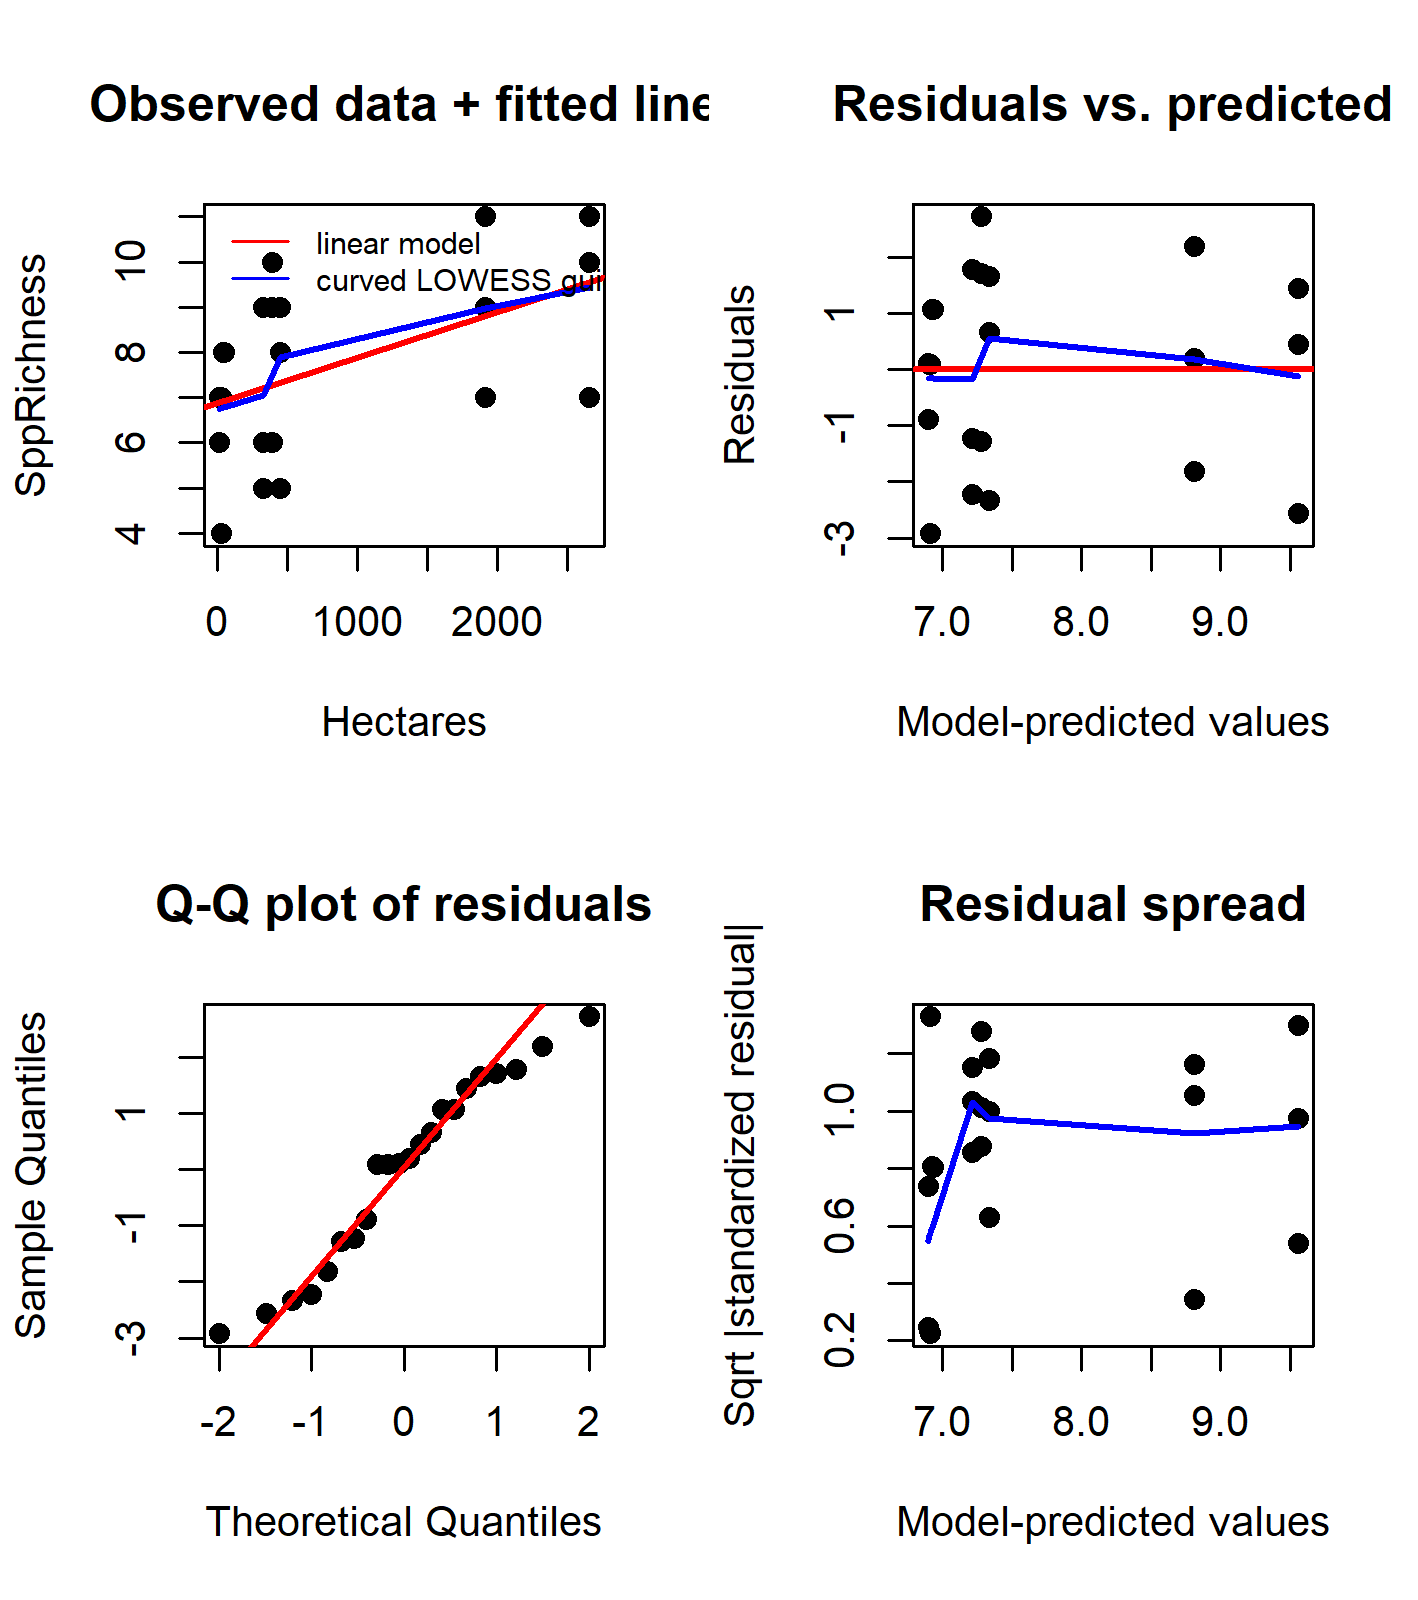 Observed data + fitted line
linear model
curved LOWESS gui
SppRichness
4 6 8 10
0 1000 2000
Hectares
Residuals vs. predicted
Residuals
-3 -1 1
7.0 8.0 9.0
Model-predicted values
Q-Q plot of residuals
Sample Quantiles
-3 -1 1
-2 -1 0 1 2
Theoretical Quantiles
Residual spread
Sqrt |standardized residual|
0.2 0.6 1.0
7.0 8.0 9.0
Model-predicted values